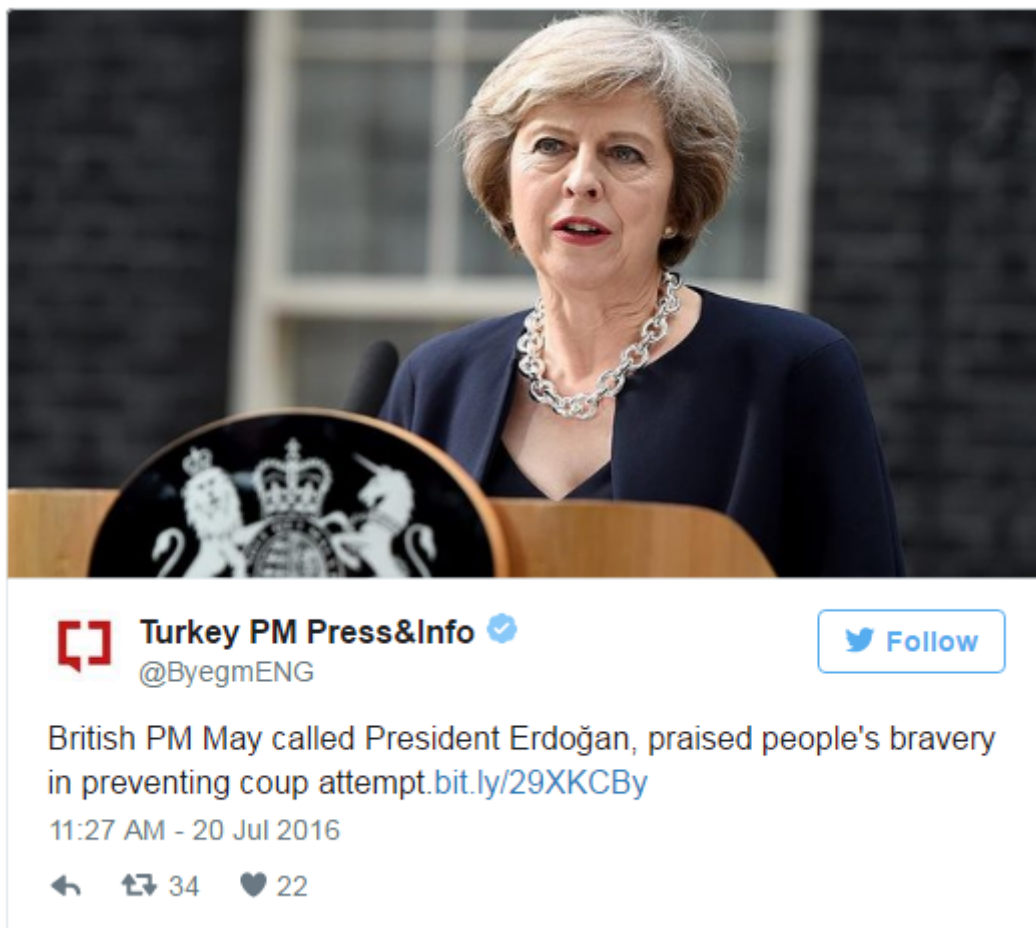 Turkey PM Press&Info
@ByegmENG
Follow
British PM May called President Erdoğan, praised people's bravery
in preventing coup attempt.bit.ly/29XKCBy
11:27 AM - 20 Jul 2016
34 22